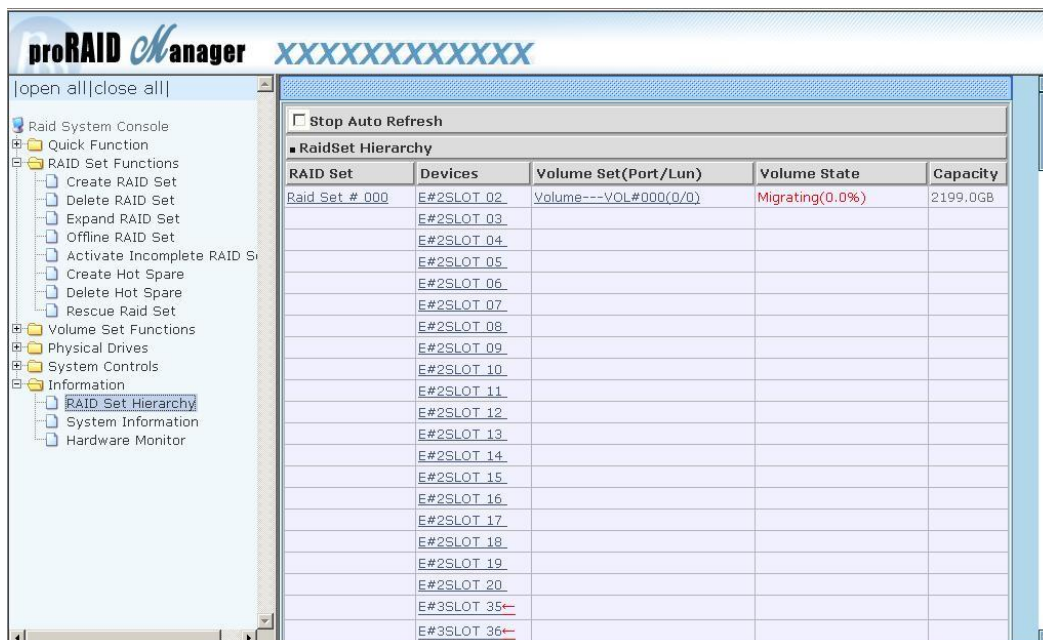 proRAID Manager XXXXXXXXXXXX
|open all|close all|
Raid System Console
Quick Function
RAID Set Functions
Create RAID Set
Delete RAID Set
Expand RAID Set
Offline RAID Set
Activate Incomplete RAID S
Create Hot Spare
Delete Hot Spare
Rescue Raid Set
Volume Set Functions
Physical Drives
System Controls
Information
RAID Set Hierarchy
System Information
Hardware Monitor
Stop Auto Refresh
▪ RaidSet Hierarchy
RAID Set Devices Volume Set(Port/Lun) Volume State Capacity
Raid Set # 000 E#2SLOT 02 Volume---VOL#000(0/0) Migrating(0.0%) 2199.0GB
E#2SLOT 03
E#2SLOT 04
E#2SLOT 05
E#2SLOT 06
E#2SLOT 07
E#2SLOT 08
E#2SLOT 09
E#2SLOT 10
E#2SLOT 11
E#2SLOT 12
E#2SLOT 13
E#2SLOT 14
E#2SLOT 15
E#2SLOT 16
E#2SLOT 17
E#2SLOT 18
E#2SLOT 19
E#2SLOT 20
E#3SLOT 35←
E#3SLOT 36←